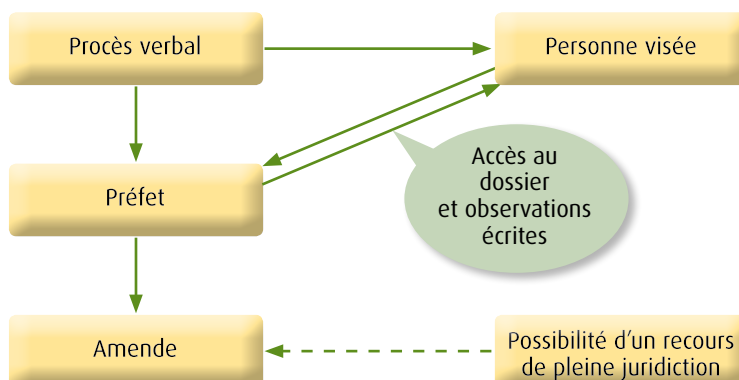 Procès verbal
Personne visée
Préfet
Accès au
dossier
et observations
écrites
Amende
Possibilité d'un recours
de pleine juridiction